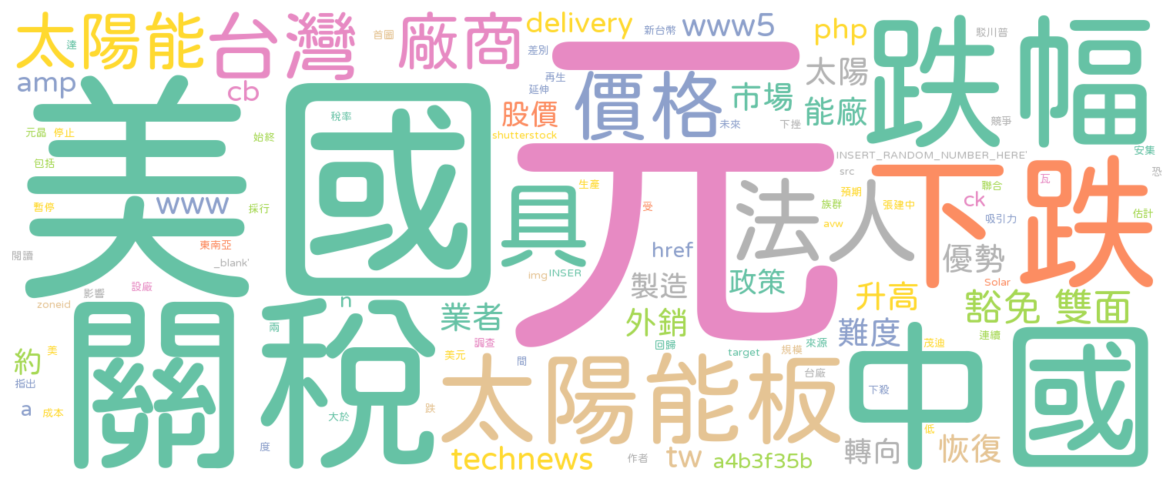 太陽能
台灣
廠商
delivery
新台幣
www5
php
跌幅
駁川普
達
首圖
差別
amp
cb
再生
延伸
價格
市場
太陽
股價
能廠
shutterstock
未來
下挫
競爭
稅率
元晶
停止
始終
包括
美國
元
INSERT_RANDOM_NUMBER_HERE'
安集
恐
src
具
生產
法人
預期
聯合
下跌
瓦
暫停
www
採行
受
族群
張建中
ck
吸引力
估計
avw
東南亞
閱讀
_blank'
href
優勢
img
INSER
製造
政策
Solar
設廠
影響
zoneid
n
升高
豁免
雙面
關稅
兩
業者
外銷
難度
連續
調查
回歸
來源
美元
target
規模
茂迪
約
美
間
指出
太陽能板
台廠
中國
下殺
a
成本
大於
跌
低
度
technews
作者
tw
a4b3f35b
轉向
恢復